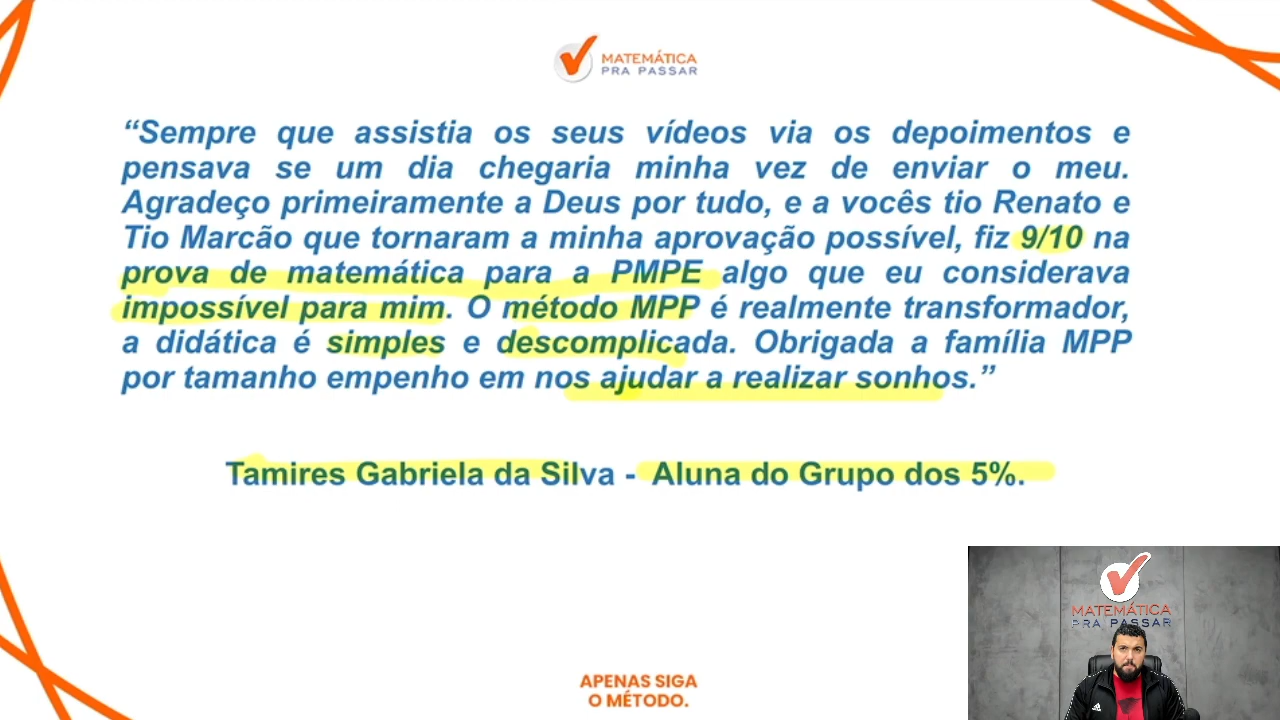 MATEMÁTICA
PRA PASSAR
“Sempre que assistia os seus vídeos via os depoimentos e
pensava se um dia chegaria minha vez de enviar o meu.
Agradeço primeiramente a Deus por tudo, e a vocês tio Renato e
Tio Marcão que tornaram a minha aprovação possível, fiz 9/10 na
prova de matemática para a PMPE algo que eu considerava
impossível para mim. O método MPP é realmente transformador,
a didática é simples e descomplicada. Obrigada a família MPP
por tamanho empenho em nos ajudar a realizar sonhos.”
Tamires Gabriela da Silva - Aluna do Grupo dos 5%.
MATEMÁTICA
PRA PASSAR
APENAS SIGA
O MÉTODO.